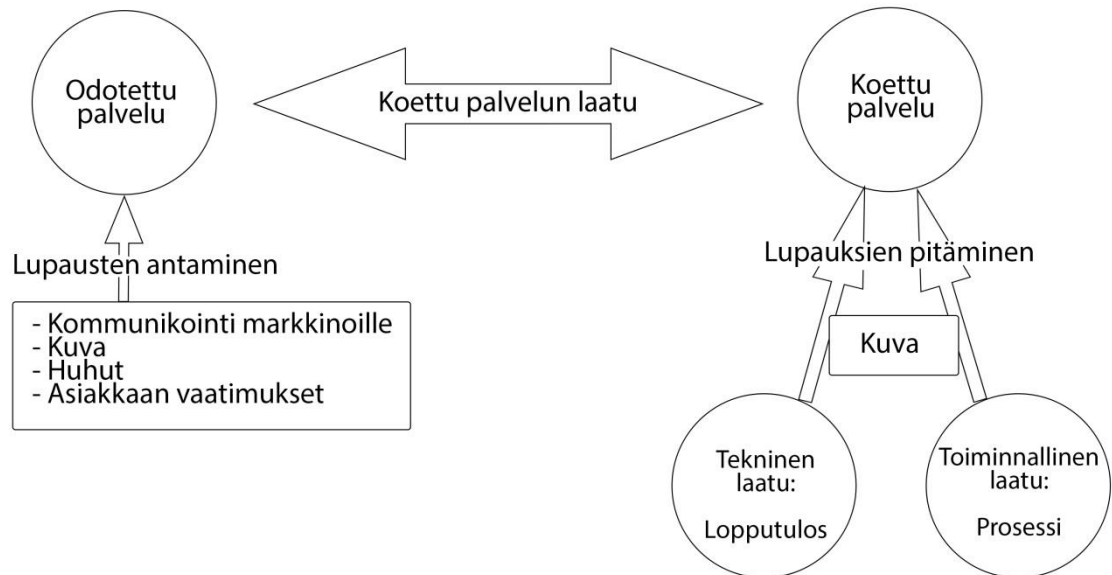 Odotettu
palvelu
Koettu palvelun laatu
Koettu
palvelu
Lupausten antaminen
- Kommunikointi markkinoille
- Kuva
- Huhut
- Asiakkaan vaatimukset
Lupauksien pitäminen
Kuva
Tekninen
laatu:
Lopputulos
Toiminnallinen
laatu:
Prosessi